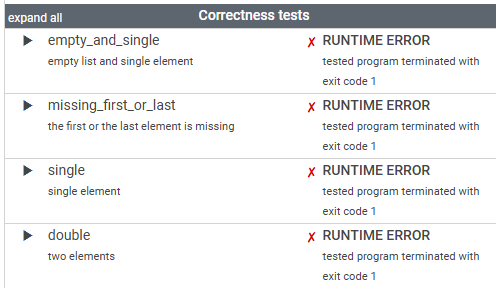 expand all Correctness tests
empty_and_single ✗ RUNTIME ERROR
empty list and single element tested program terminated with
exit code 1
missing_first_or_last ✗ RUNTIME ERROR
the first or the last element is missing tested program terminated with
exit code 1
single ✗ RUNTIME ERROR
single element tested program terminated with
exit code 1
double ✗ RUNTIME ERROR
two elements tested program terminated with
exit code 1